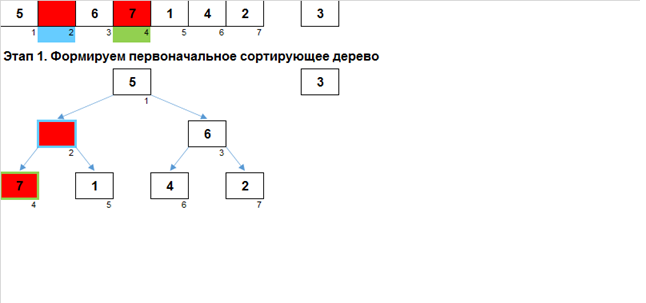 5 6 7 1 4 2 3
1 2 3 4 5 6 7
Этап 1. Формируем первоначальное сортирующее дерево
5 3
1
6
2 3
7 1 4 2
4 5 6 7